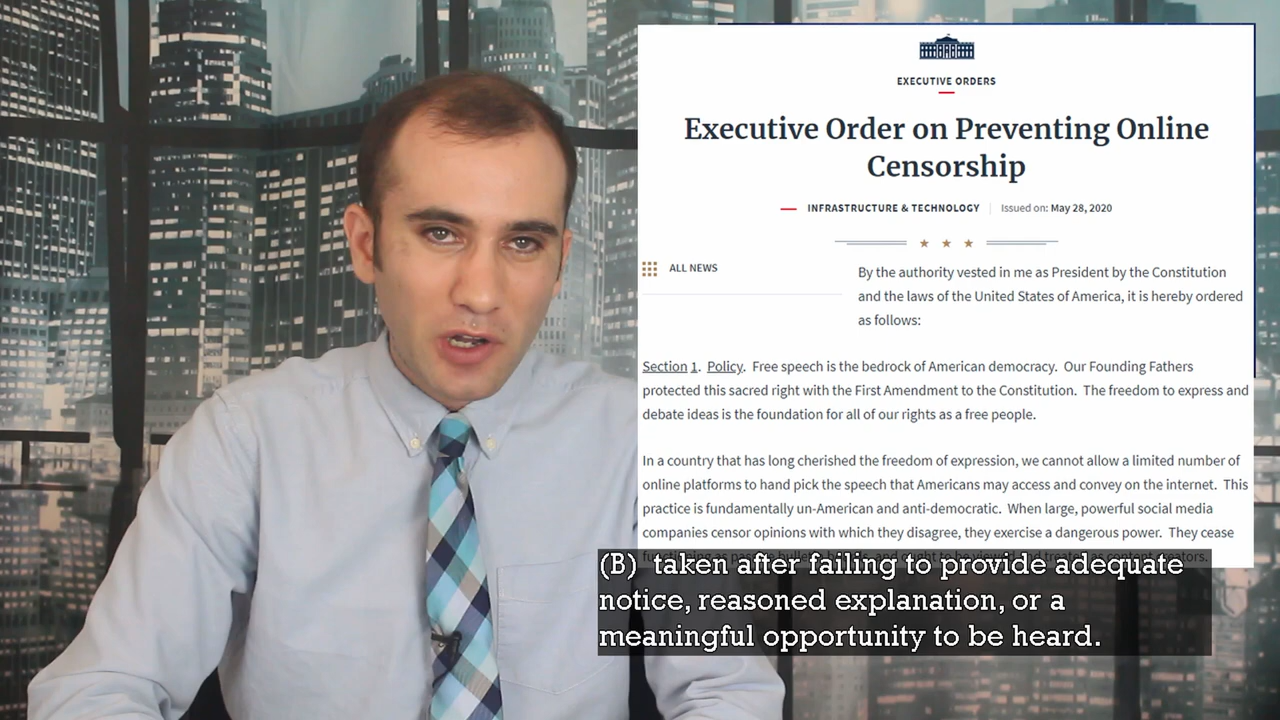 EXECUTIVE ORDERS
Executive Order on Preventing Online
Censorship
INFRASTRUCTURE & TECHNOLOGY Issued on: May 28, 2020
ALL NEWS
By the authority vested in me as President by the Constitution
and the laws of the United States of America, it is hereby ordered
as follows:
Section 1. Policy. Free speech is the bedrock of American democracy. Our Founding Fathers
protected this sacred right with the First Amendment to the Constitution. The freedom to express and
debate ideas is the foundation for all of our rights as a free people.
In a country that has long cherished the freedom of expression, we cannot allow a limited number of
online platforms to hand pick the speech that Americans may access and convey on the internet. This
practice is fundamentally un-American and anti-democratic. When large, powerful social media
companies censor opinions with which they disagree, they exercise a dangerous power. They cease
(B) taken after failing to provide adequate
notice, reasoned explanation, or a
meaningful opportunity to be heard.